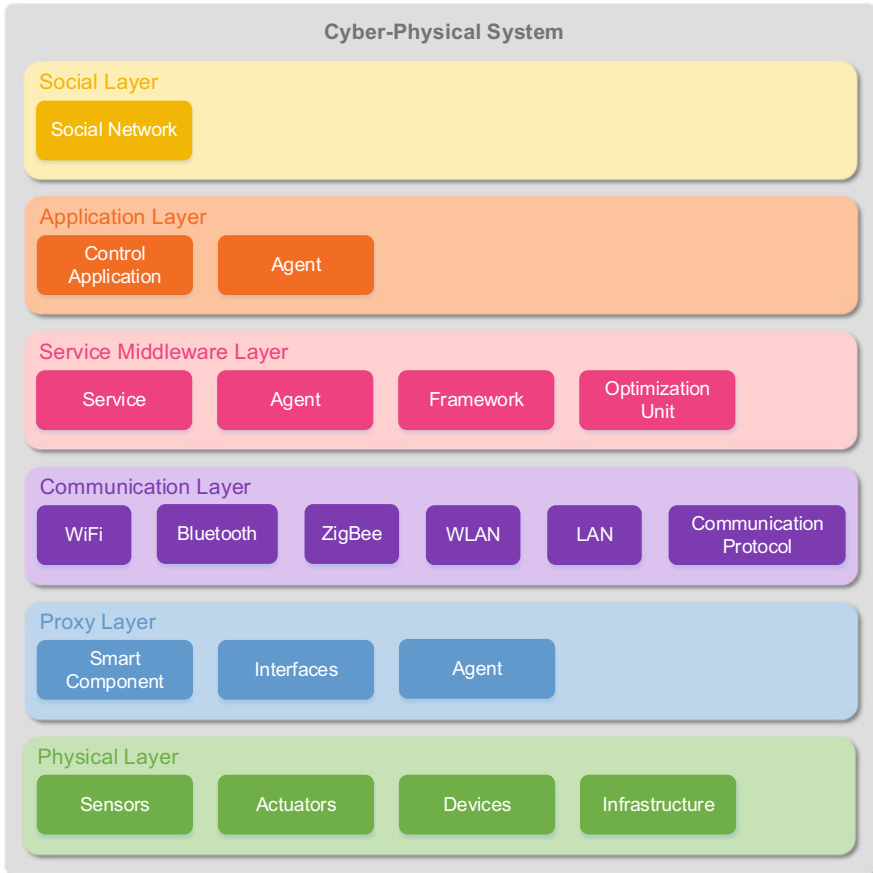 Cyber-Physical System
Social Layer
Social Network
Application Layer
Control
Application
Agent
Service Middleware Layer
Service
Agent
Framework
Optimization
Unit
Communication Layer
WiFi
Bluetooth
ZigBee
WLAN
LAN
Communication
Protocol
Proxy Layer
Smart
Component
Interfaces
Agent
Physical Layer
Sensors
Actuators
Devices
Infrastructure